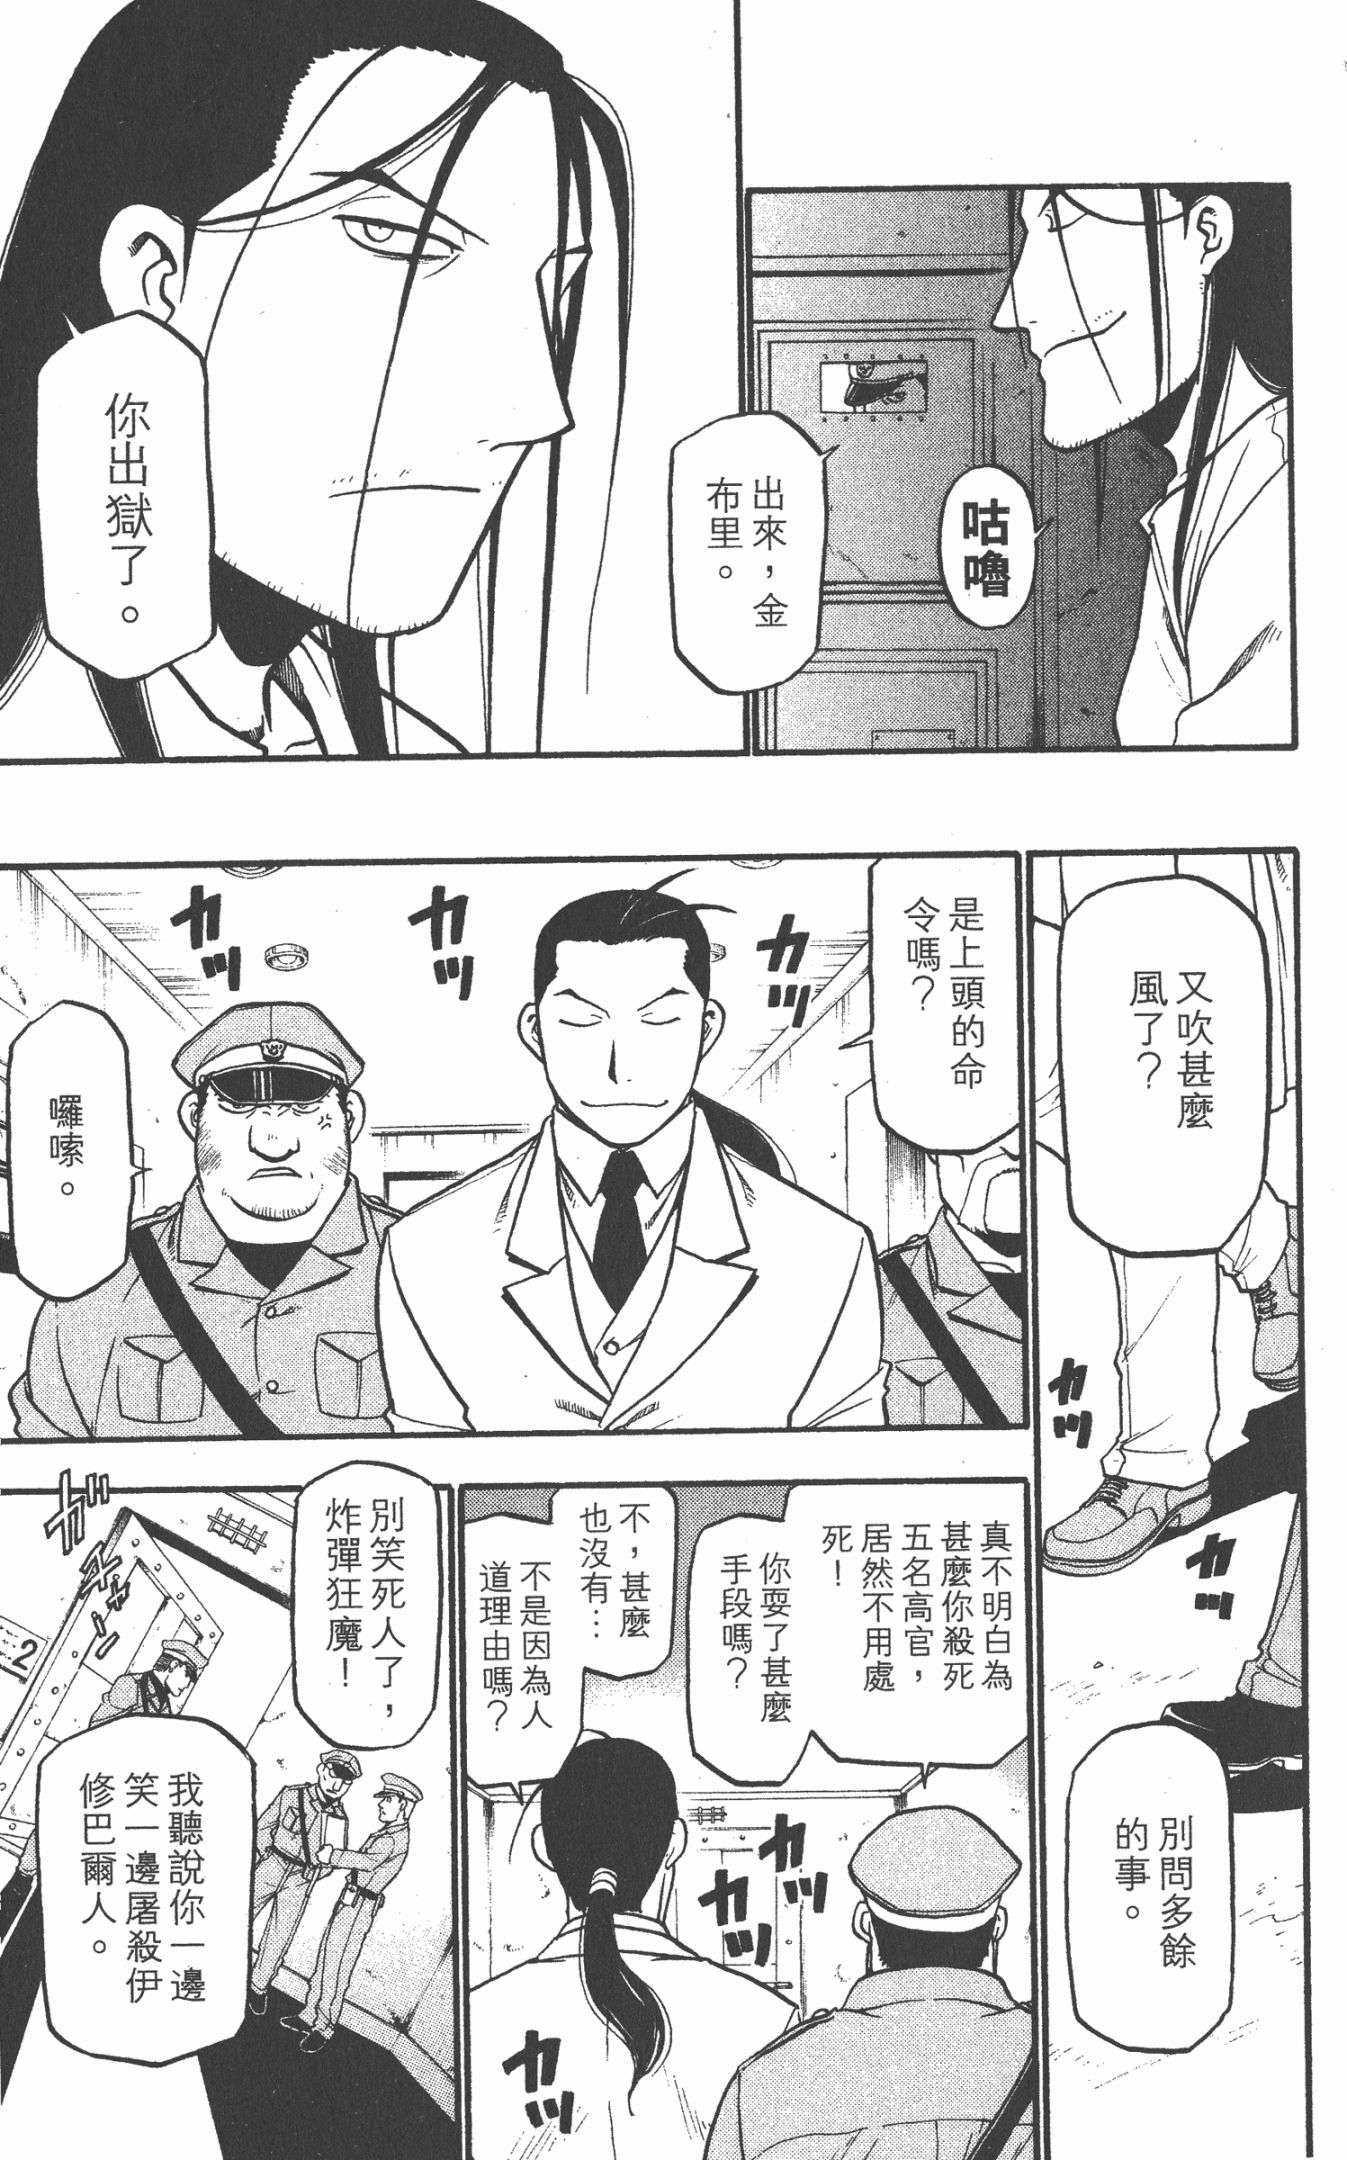 咕嚕
出來，金
布里。
你出獄了。
又吹甚麼
風了？
カッ
カッ
別問多餘
的事。
是上頭的命
令嗎？
カッ
カッ
カッ
囉嗦。
真不明白為
甚麼你殺死
五名高官，
居然不用處
死！
你耍了甚麼
手段嗎？
不，甚麼
也沒有…
不是因為人
道理由嗎？
カッ
カッ
カッ
別笑死人了，
炸彈狂魔！
ガ
2
我聽說你一邊
笑一邊屠殺伊
修巴爾人。